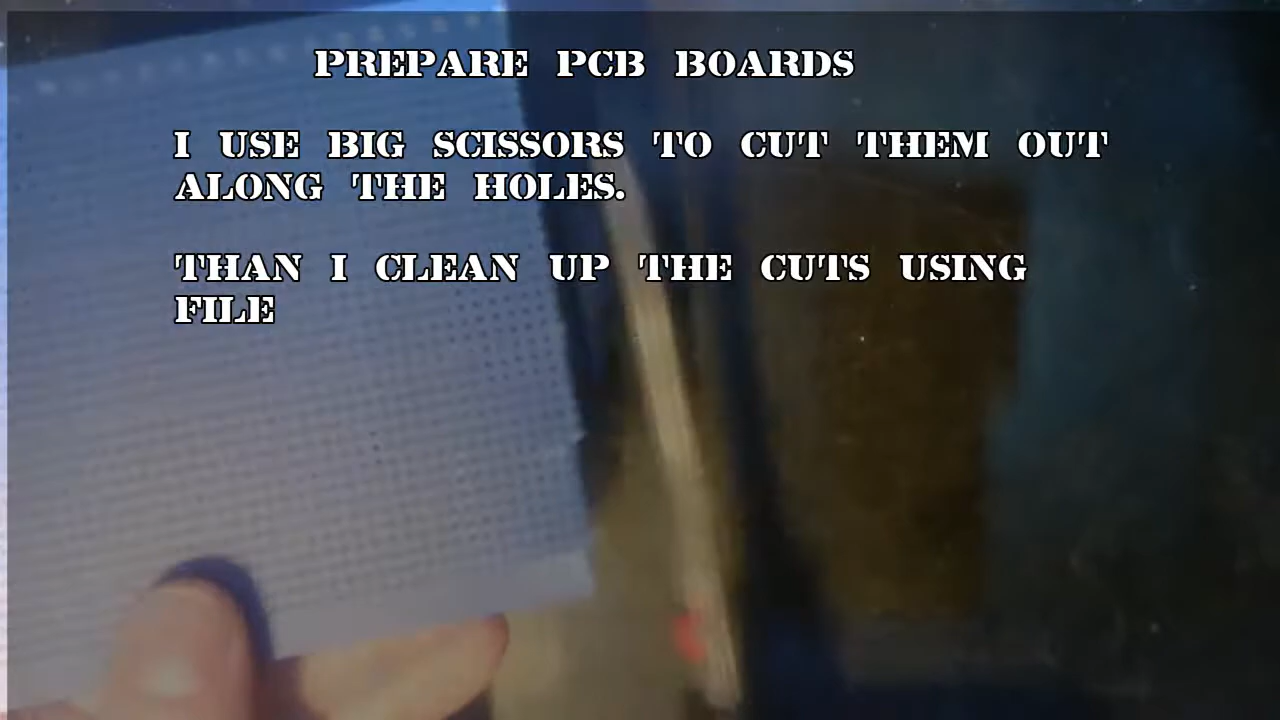 PREPARE PCB BOARDS
I USE BIG SCISSORS TO CUT THEM OUT
ALONG THE HOLES.
THAN I CLEAN UP THE CUTS USING
FILE